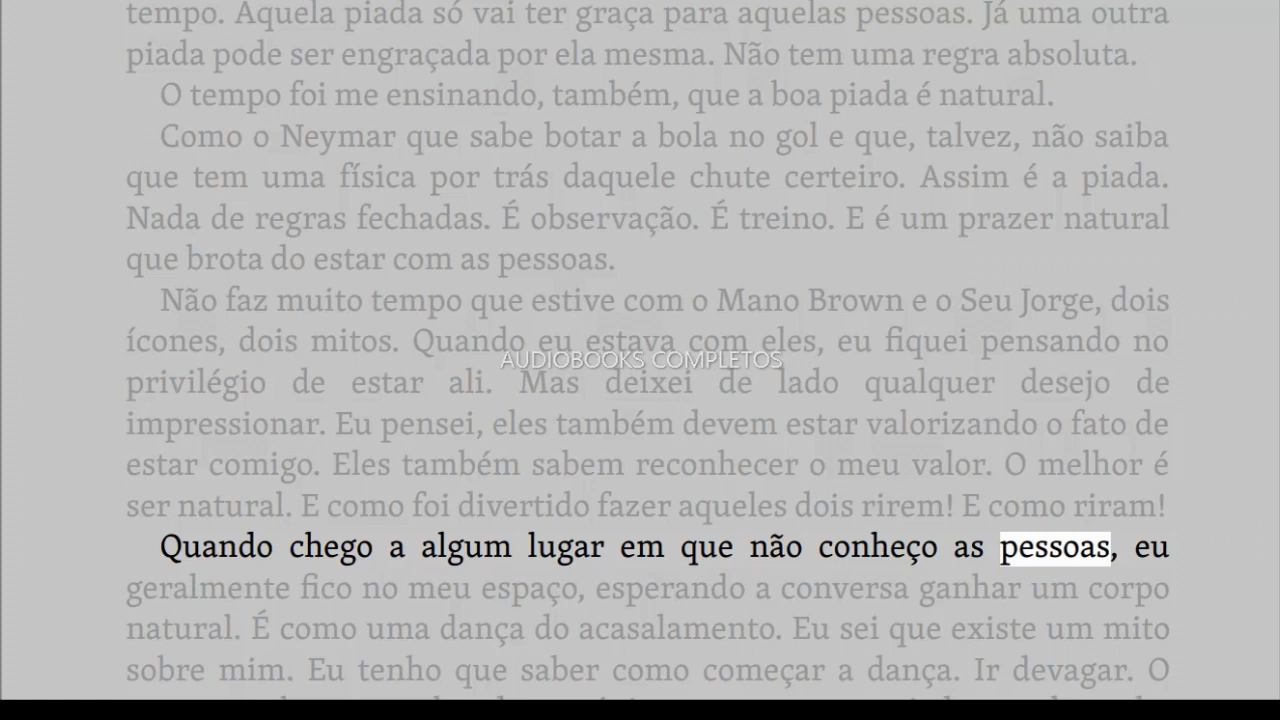 tempo. Aquela piada só vai ter graça para aquelas pessoas. Já uma outra
piada pode ser engraçada por ela mesma. Não tem uma regra absoluta.
O tempo foi me ensinando, também, que a boa piada é natural.
Como o Neymar que sabe botar a bola no gol e que, talvez, não saiba
que tem uma física por trás daquele chute certeiro. Assim é a piada.
Nada de regras fechadas. É observação. É treino. E é um prazer natural
que brota do estar com as pessoas.
Não faz muito tempo que estive com o Mano Brown e o Seu Jorge, dois
ícones, dois mitos. Quando eu estava com eles, eu fiquei pensando no
AUDIOBOOKS COMPLETOS
privilégio de estar ali. Mas deixei de lado qualquer desejo de
impressionar. Eu pensei, eles também devem estar valorizando o fato de
estar comigo. Eles também sabem reconhecer o meu valor. O melhor é
ser natural. E como foi divertido fazer aqueles dois rirem! E como riram!
Quando chego a algum lugar em que não conheço as pessoas, eu
geralmente fico no meu espaço, esperando a conversa ganhar um corpo
natural. É como uma dança do acasalamento. Eu sei que existe um mito
sobre mim. Eu tenho que saber como começar a dança. Ir devagar. O